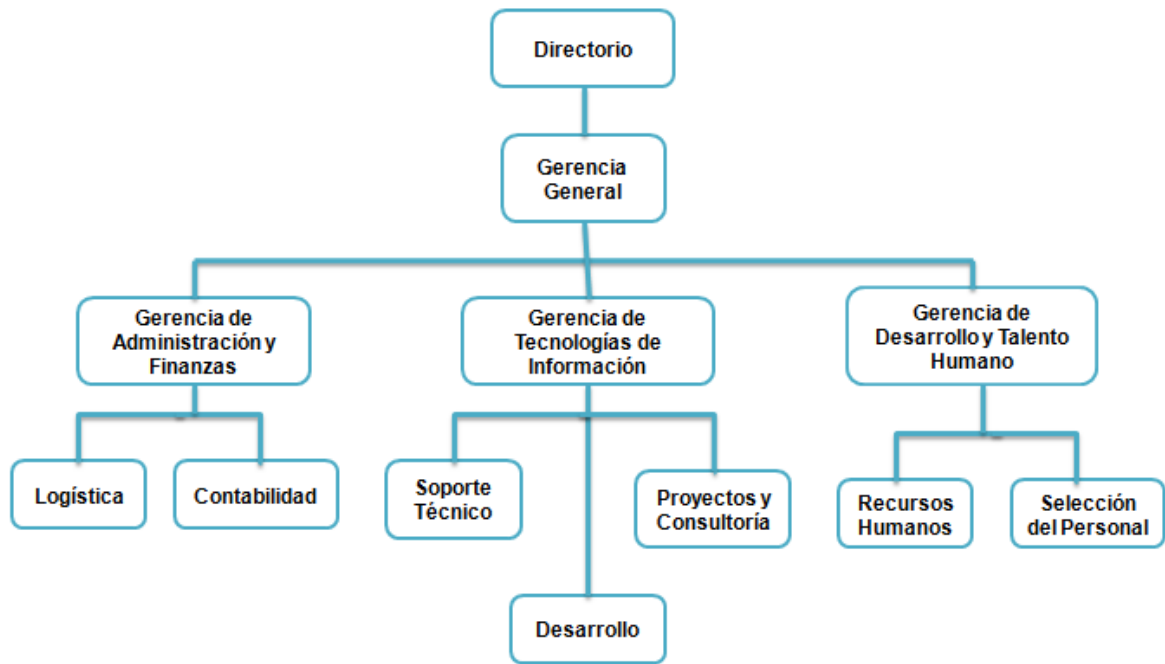 Directorio
Gerencia
General
Gerencia de
Administración y
Finanzas
Gerencia de
Tecnologías de
Información
Gerencia de
Desarrollo y Talento
Humano
Logística
Contabilidad
Soporte
Técnico
Proyectos y
Consultoría
Recursos
Humanos
Selección
del Personal
Desarrollo